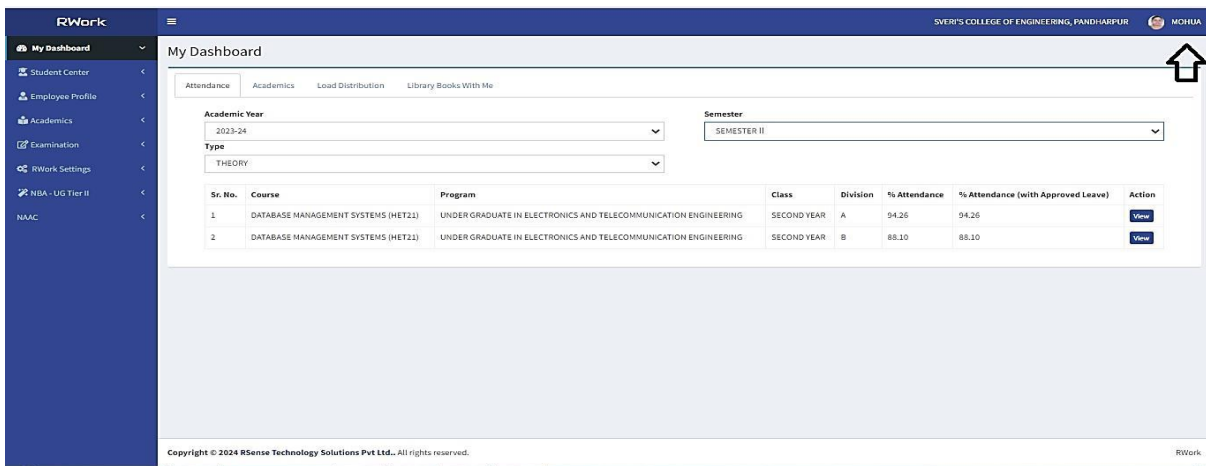 RWork
SVERI'S COLLEGE OF ENGINEERING, PANDHARPUR MOHUA
My Dashboard
Student Center
Employee Profile
Academics
Examination
RWork Settings
NBA - UG Tier II
NAAC
My Dashboard
Attendance Academics Load Distribution Library Books With Me
Academic Year Semester
2023-24 SEMESTER II
Type
THEORY
Sr. No. Course Program Class Division % Attendance % Attendance (with Approved Leave) Action
1 DATABASE MANAGEMENT SYSTEMS (HET21) UNDER GRADUATE IN ELECTRONICS AND TELECOMMUNICATION ENGINEERING SECOND YEAR A 94.26 94.26 View
2 DATABASE MANAGEMENT SYSTEMS (HET21) UNDER GRADUATE IN ELECTRONICS AND TELECOMMUNICATION ENGINEERING SECOND YEAR B 88.10 88.10 View
Copyright © 2024 RSense Technology Solutions Pvt Ltd.. All rights reserved. RWork